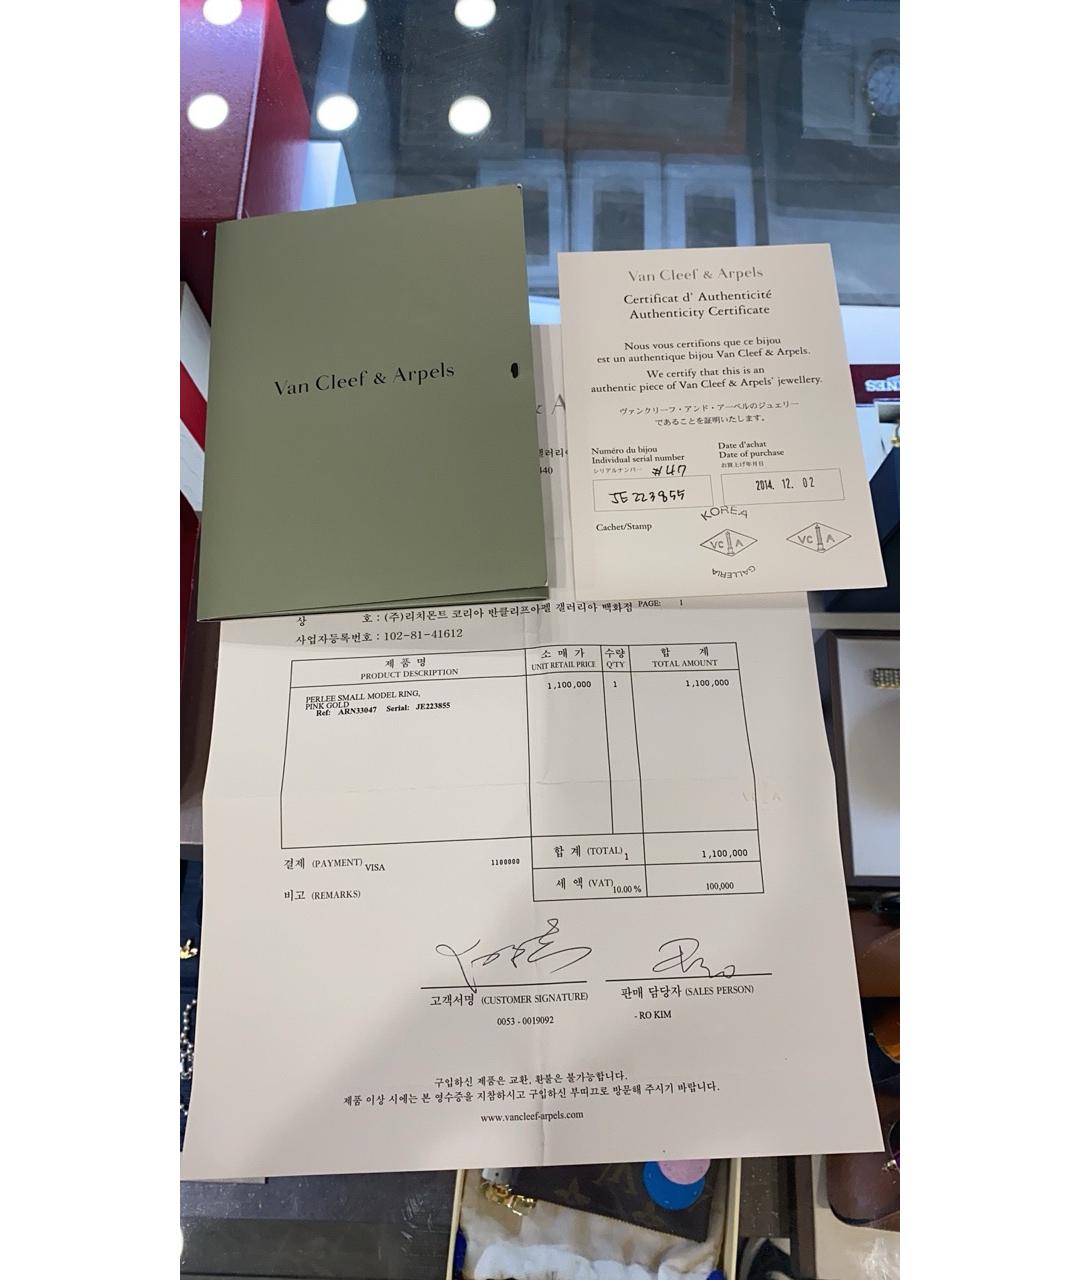 Van Cleef & Arpels
Van Cleef & Arpels
Certificat d' Authenticité
Authenticity Certificate
Nous vous certifions que ce bijou
est un authentique bijou Van Cleef & Arpels.
We certify that this is an
authentic piece of Van Cleef & Arpels' jewellery.
ヴァンクリーフ・アンド・アーペルのジュエリー
であることを証明いたします。
Numéro du bijou
Individual serial number
シリアルナンバー
#47
JE223855
Date d'achat
Date of purchase
お買上げ年月日
2014. 12. 02
Cachet/Stamp
KOREA
VC A
GALLERIA
VC A
& A
갤러리
440
상 호 : (주)리치몬트 코리아 반클리프아펠 갤러리아 백화점 PAGE: 1
사업자등록번호 : 102-81-41612
제 품 명
PRODUCT DESCRIPTION
소 매 가
UNIT RETAIL PRICE
수량
Q'TY
합 계
TOTAL AMOUNT
PERLEE SMALL MODEL RING, 1,100,000 1 1,100,000
PINK GOLD
Ref: ARN33047 Serial: JE223855
결제 (PAYMENT) VISA 1100000
합 계 (TOTAL) 1 1,100,000
비고 (REMARKS)
세 액 (VAT) 10.00 % 100,000
고객서명 (CUSTOMER SIGNATURE)
0053 - 0019092
판매 담당자 (SALES PERSON)
- RO KIM
구입하신 제품은 교환, 환불은 불가능합니다.
제품 이상 시에는 본 영수증을 지참하시고 구입하신 부띠끄로 방문해 주시기 바랍니다.
www.vancleef-arpels.com